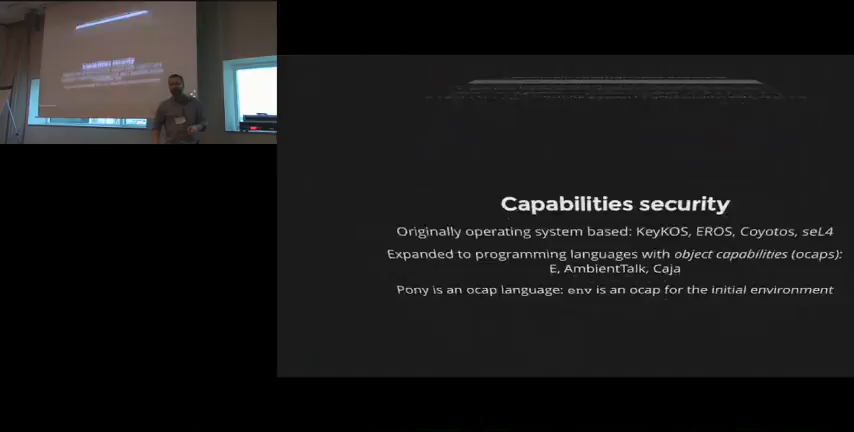 Capabilities security
Originally operating system based: KeyKOS, EROS, Coyotos, seL4
Expanded to programming languages with object capabilities (ocaps):
E, AmbientTalk, Caja
Pony is an ocap language: env is an ocap for the initial environment